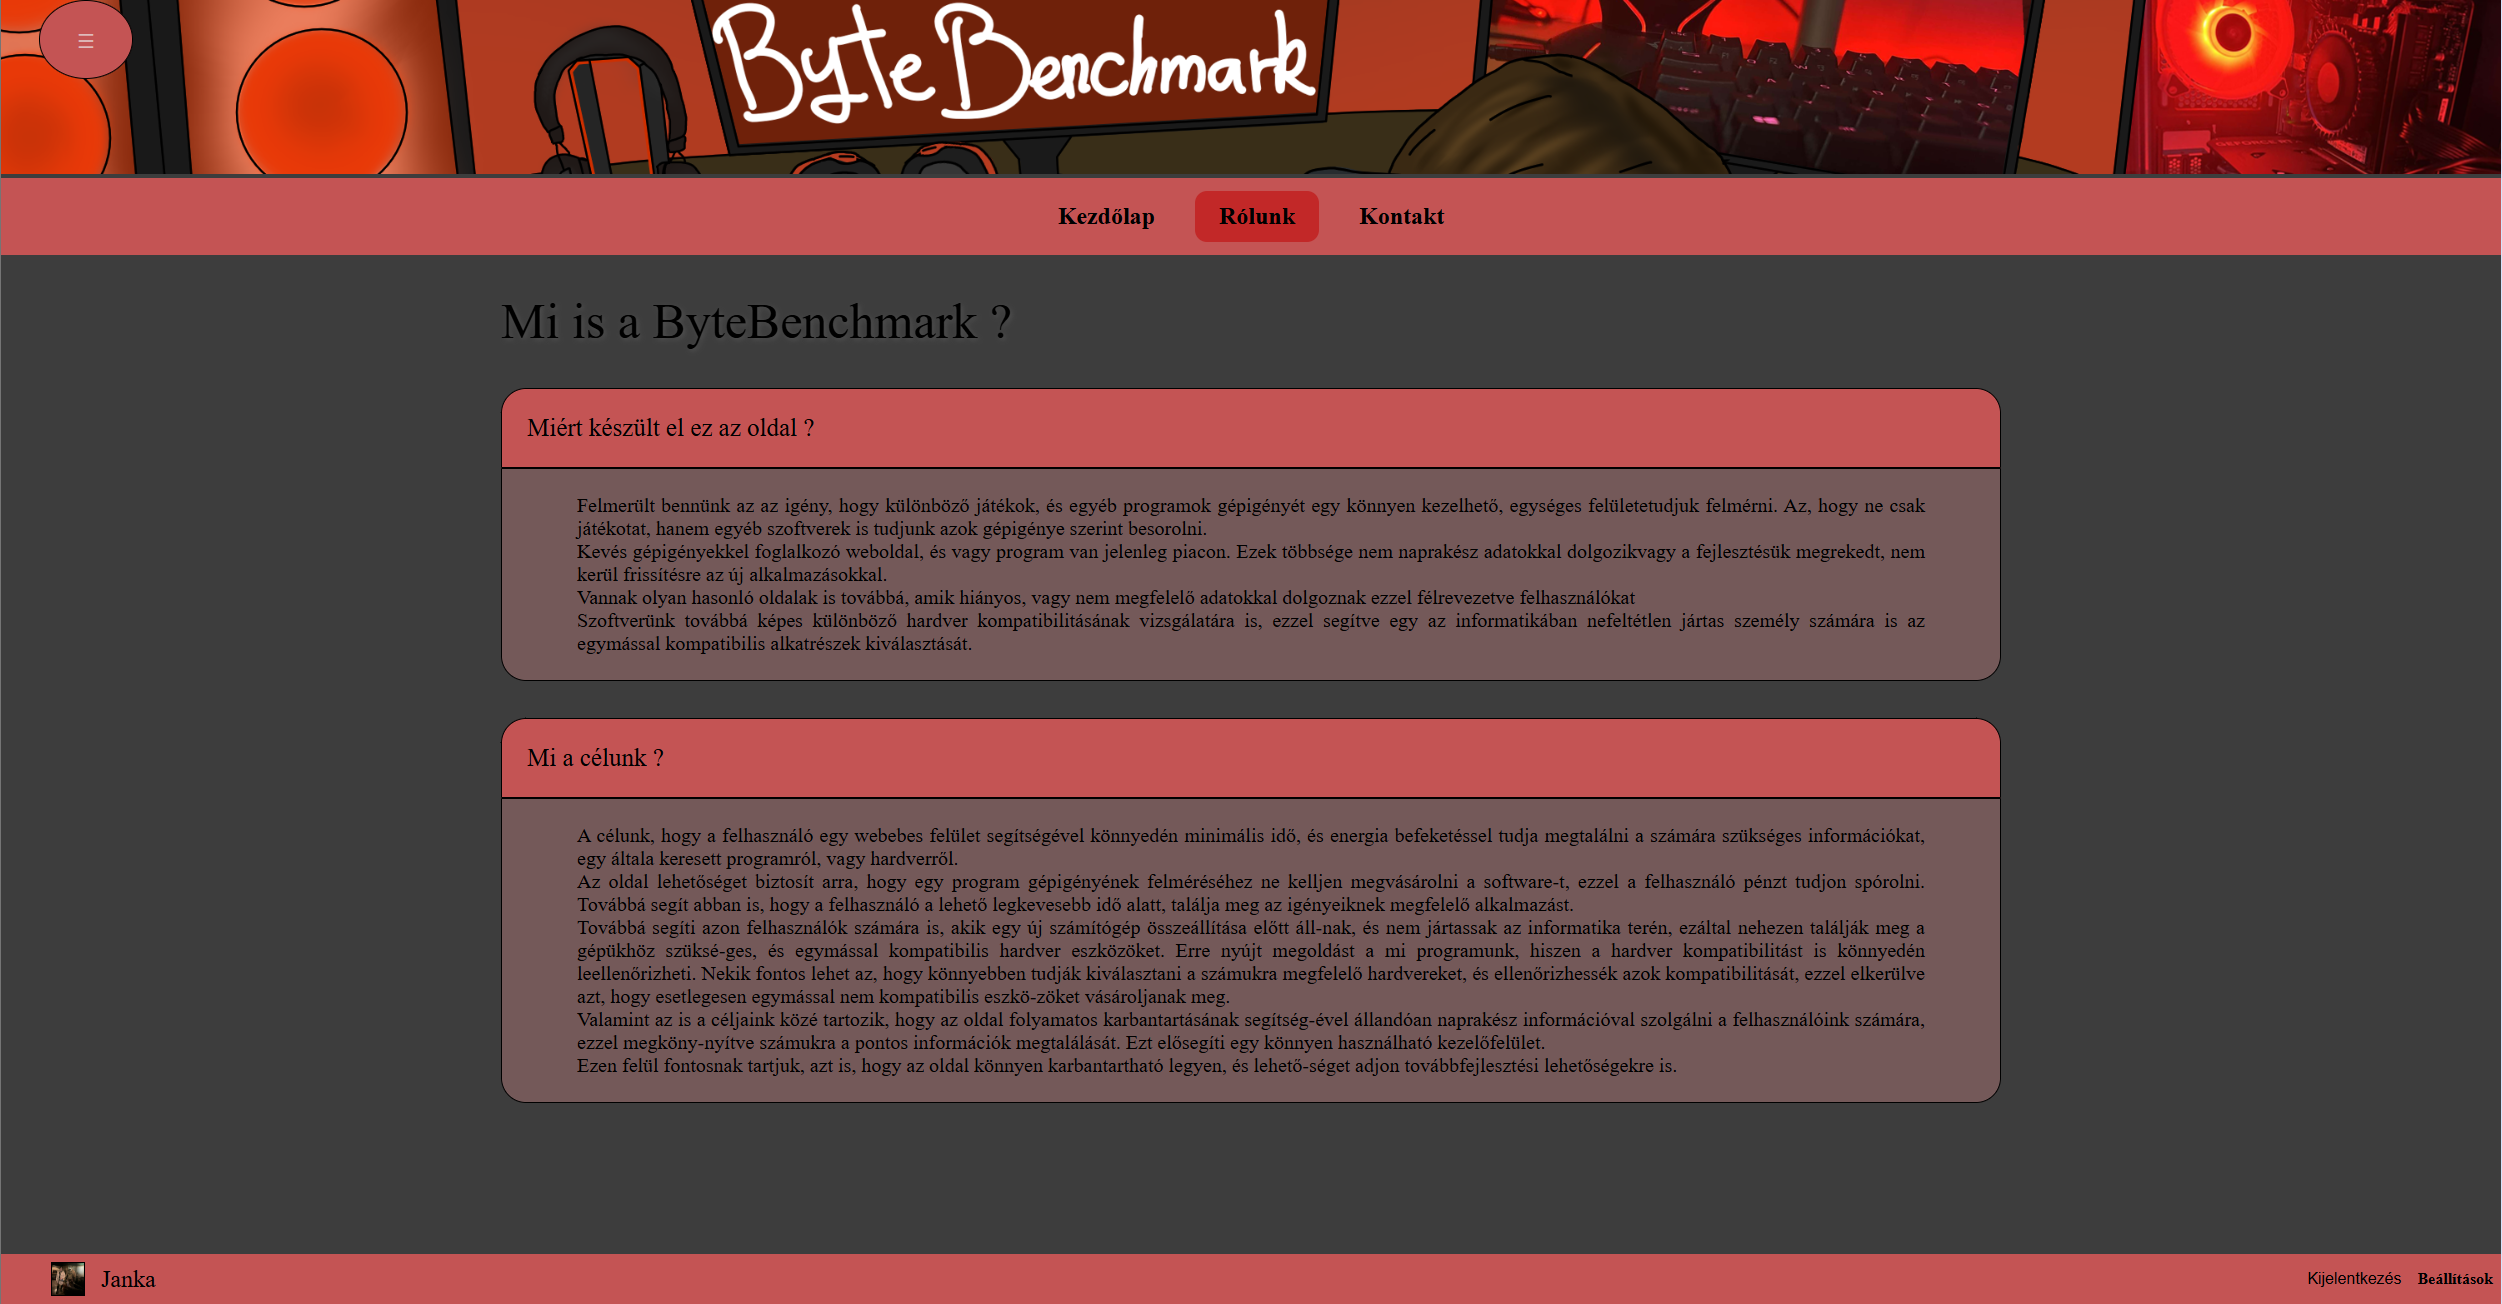 ByteBenchmark
☰
Kezdőlap Rólunk Kontakt
Mi is a ByteBenchmark ?
Miért készült el ez az oldal ?
Felmerült bennünk az az igény, hogy különböző játékok, és egyéb programok gépigényét egy könnyen kezelhető, egységes felületetudjuk felmérni. Az, hogy ne csak
játékotat, hanem egyéb szoftverek is tudjunk azok gépigénye szerint besorolni.
Kevés gépigényekkel foglalkozó weboldal, és vagy program van jelenleg piacon. Ezek többsége nem naprakész adatokkal dolgozikvagy a fejlesztésük megrekedt, nem
kerül frissítésre az új alkalmazásokkal.
Vannak olyan hasonló oldalak is továbbá, amik hiányos, vagy nem megfelelő adatokkal dolgoznak ezzel félrevezetve felhasználókat
Szoftverünk továbbá képes különböző hardver kompatibilitásának vizsgálatára is, ezzel segítve egy az informatikában nefeltétlen jártas személy számára is az
egymással kompatibilis alkatrészek kiválasztását.
Mi a célunk ?
A célunk, hogy a felhasználó egy webebes felület segítségével könnyedén minimális idő, és energia befeketéssel tudja megtalálni a számára szükséges információkat,
egy általa keresett programról, vagy hardverről.
Az oldal lehetőséget biztosít arra, hogy egy program gépigényének felméréséhez ne kelljen megvásárolni a software-t, ezzel a felhasználó pénzt tudjon spórolni.
Továbbá segít abban is, hogy a felhasználó a lehető legkevesebb idő alatt, találja meg az igényeiknek megfelelő alkalmazást.
Továbbá segíti azon felhasználók számára is, akik egy új számítógép összeállítása előtt áll-nak, és nem jártassak az informatika terén, ezáltal nehezen találják meg a
gépükhöz szüksé-ges, és egymással kompatibilis hardver eszközöket. Erre nyújt megoldást a mi programunk, hiszen a hardver kompatibilitást is könnyedén
leellenőrizheti. Nekik fontos lehet az, hogy könnyebben tudják kiválasztani a számukra megfelelő hardvereket, és ellenőrizhessék azok kompatibilitását, ezzel elkerülve
azt, hogy esetlegesen egymással nem kompatibilis eszkö-zöket vásároljanak meg.
Valamint az is a céljaink közé tartozik, hogy az oldal folyamatos karbantartásának segítség-ével állandóan naprakész információval szolgálni a felhasználóink számára,
ezzel megköny-nyítve számukra a pontos információk megtalálását. Ezt elősegíti egy könnyen használható kezelőfelület.
Ezen felül fontosnak tartjuk, azt is, hogy az oldal könnyen karbantartható legyen, és lehető-séget adjon továbbfejlesztési lehetőségekre is.
Janka
Kijelentkezés Beállítások